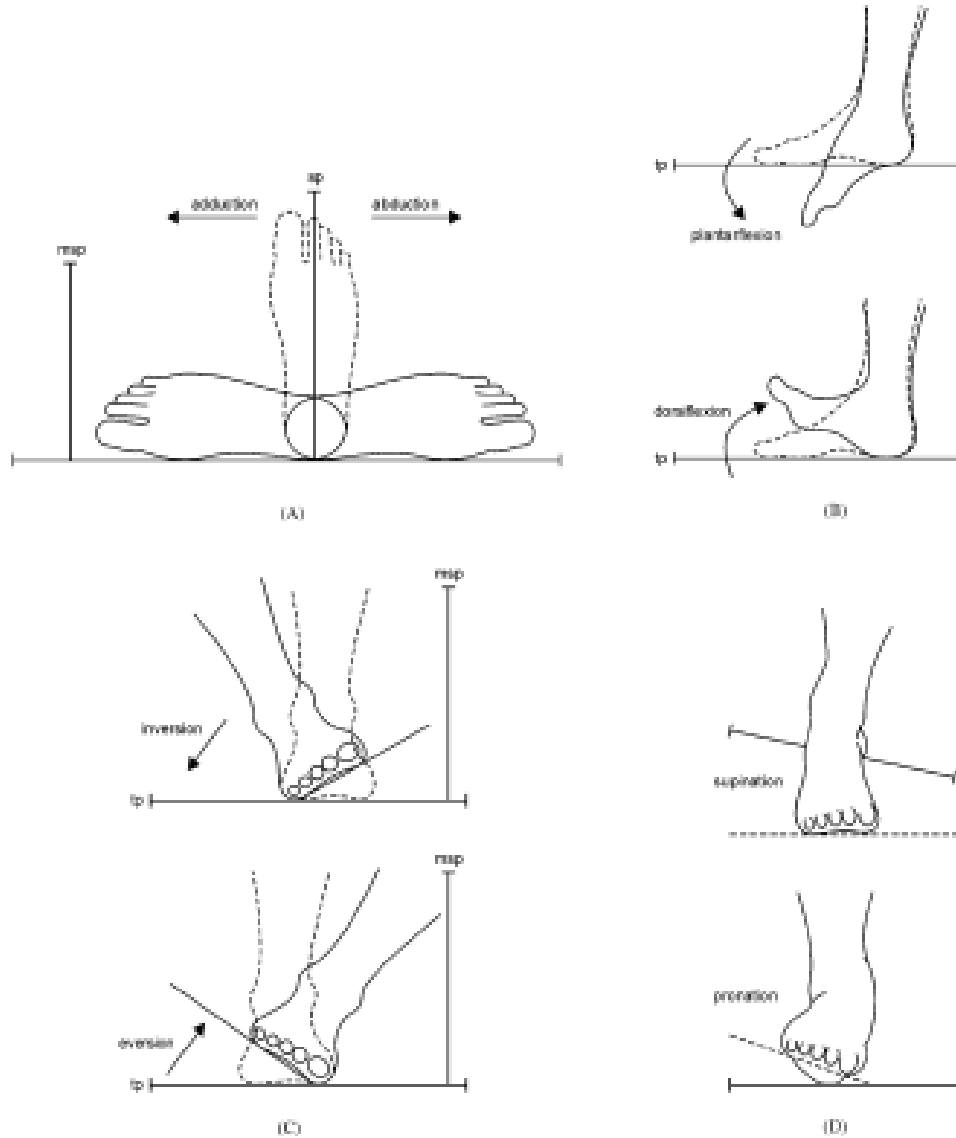 sp
adduction
abduction
msp
(A)
tp
plantarflexion
dorsiflexion
tp
(B)
msp
inversion
tp
msp
eversion
tp
(C)
supination
pronation
(D)